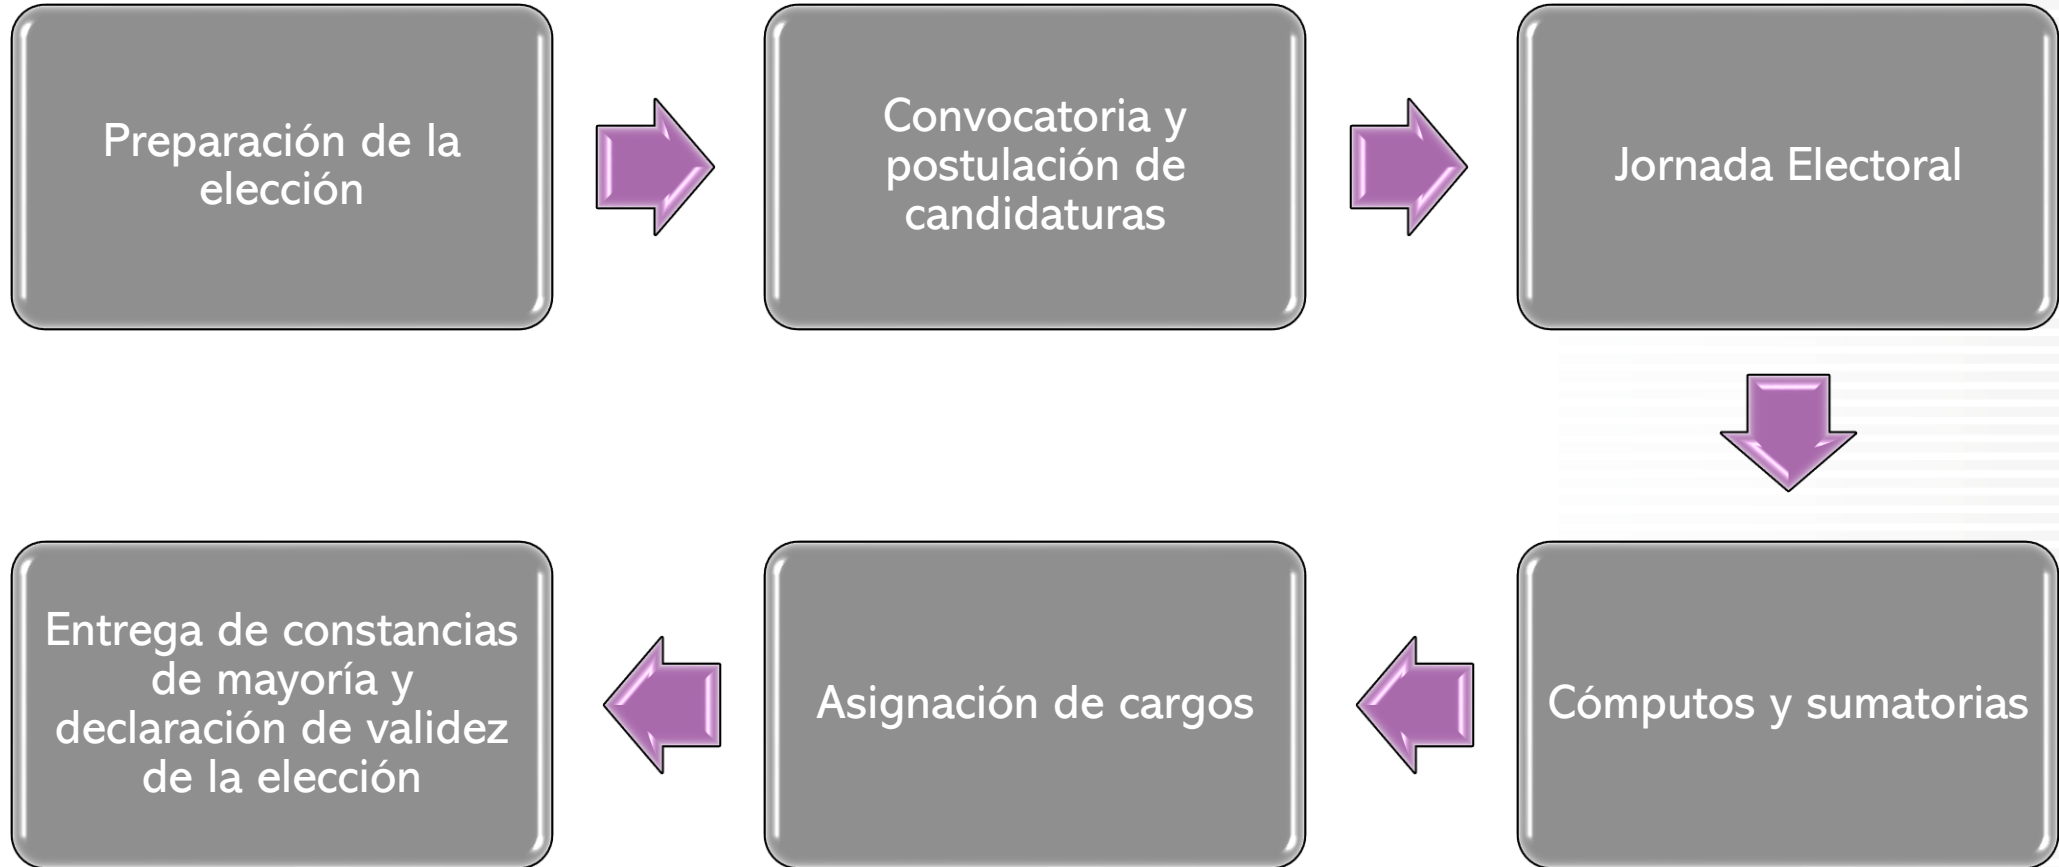 Preparación de la
elección
Convocatoria y
postulación de
candidaturas
Jornada Electoral
Cómputos y sumatorias
Asignación de cargos
Entrega de constancias
de mayoría y
declaración de validez
de la elección